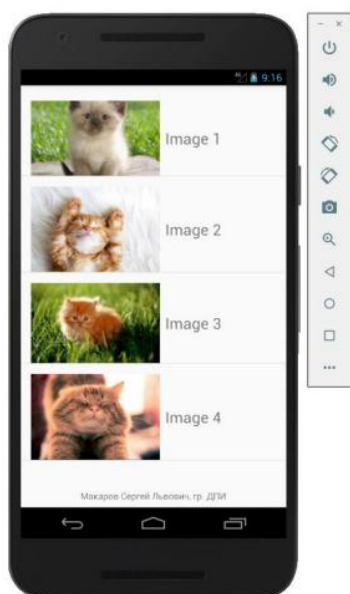 9:16
Image 1
Image 2
Image 3
Image 4
Макаров Сергей Львович, гр. ДПИ